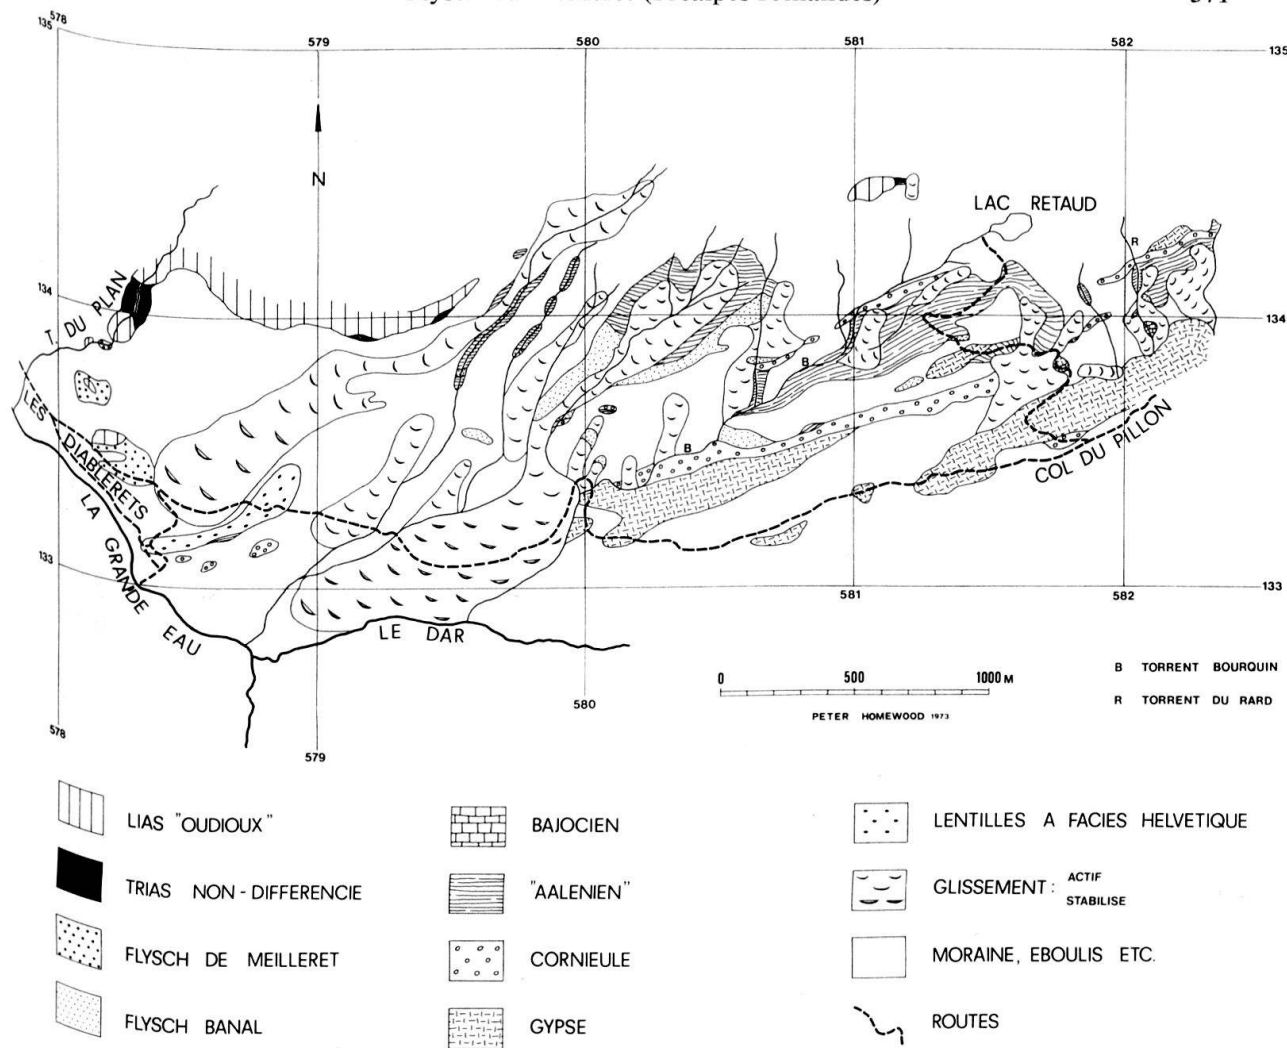 371
578
135
579
580
581
582
135
N
LAC RETAUD
R
134
T. DU PLAN
134
B
LES DIABLERETS
B
COL DU PILLON
LA GRANDE EAU
133
581
582
133
LE DAR
0 500 1000 M
PETER HOMEWOOD 1973
B TORRENT BOURQUIN
R TORRENT DU RARD
580
578
579
LIAS "OUDIOUX"
TRIAS NON-DIFFERENCIE
FLYSCH DE MEILLERET
FLYSCH BANAL
BAJOCIEN
"AALENIEN"
CORNIEULE
GYPSE
LENTILLES A FACIES HELVETIQUE
GLISSEMENT: ACTIF
STABILISE
MORAINE, EBOULIS ETC.
ROUTES